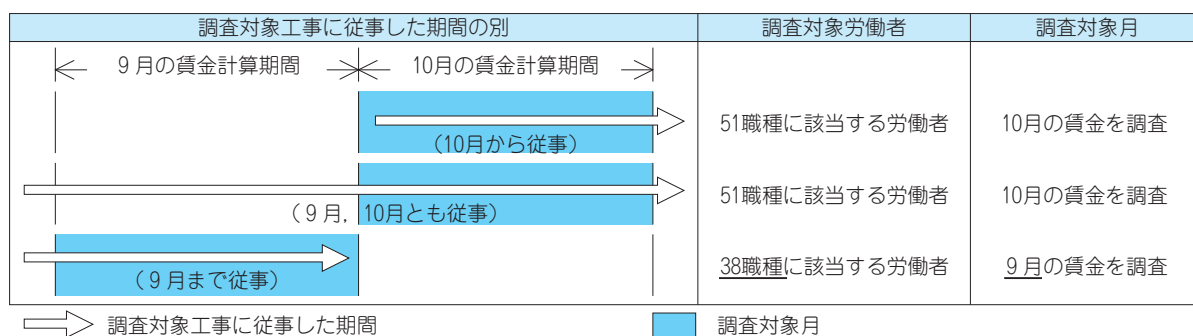 調査対象工事に従事した期間の別
調査対象労働者
調査対象月
9月の賃金計算期間
10月の賃金計算期間
(10月から従事)
51職種に該当する労働者
10月の賃金を調査
(9月,10月とも従事)
51職種に該当する労働者
10月の賃金を調査
(9月まで従事)
38職種に該当する労働者
9月の賃金を調査
調査対象工事に従事した期間
調査対象月